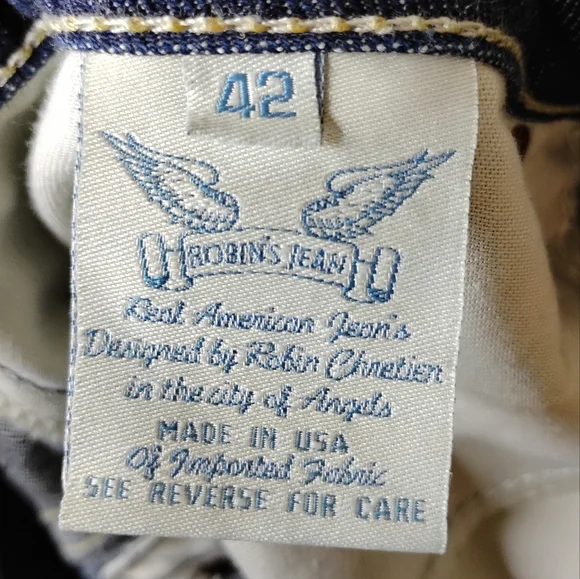 42
ROBIN'S JEAN
Real American Jean's
Designed by Robin Chretien
in the city of Angels
MADE IN USA
Of Imported Fabric
SEE REVERSE FOR CARE